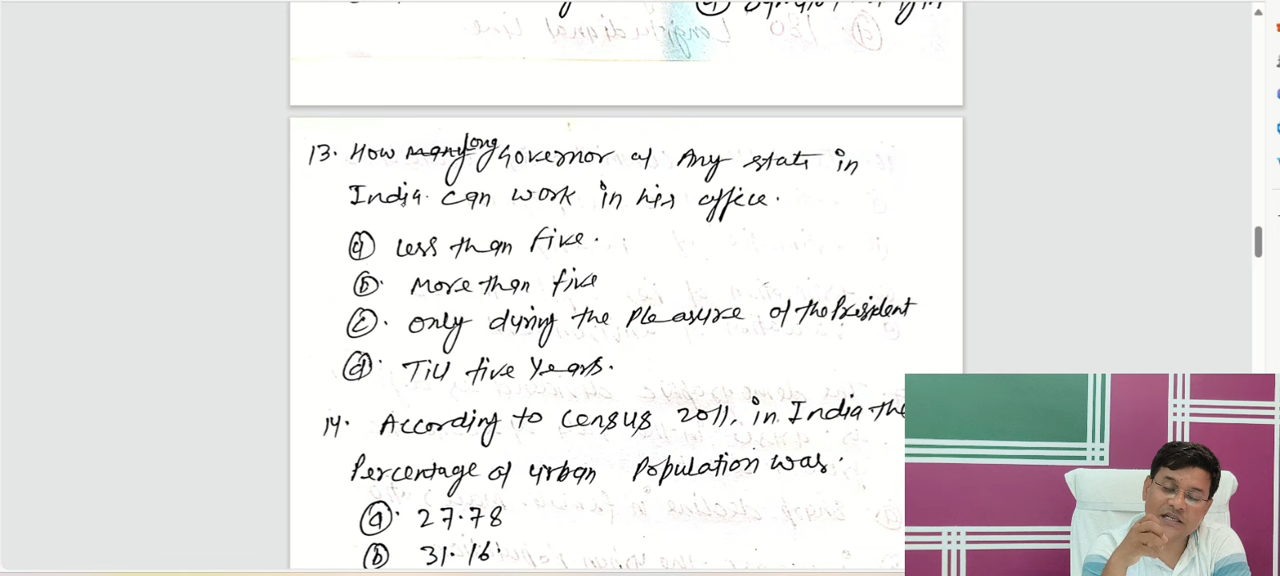 13. How long Governor of Any state in
India can work in his office.
(a) Less than five.
(b) More than five
(c) Only during the Pleasure of the President
(d) Till five Years.
14. According to Census 2011, in India the
Percentage of urban Population was.
(a) 27.78
(b) 31.16